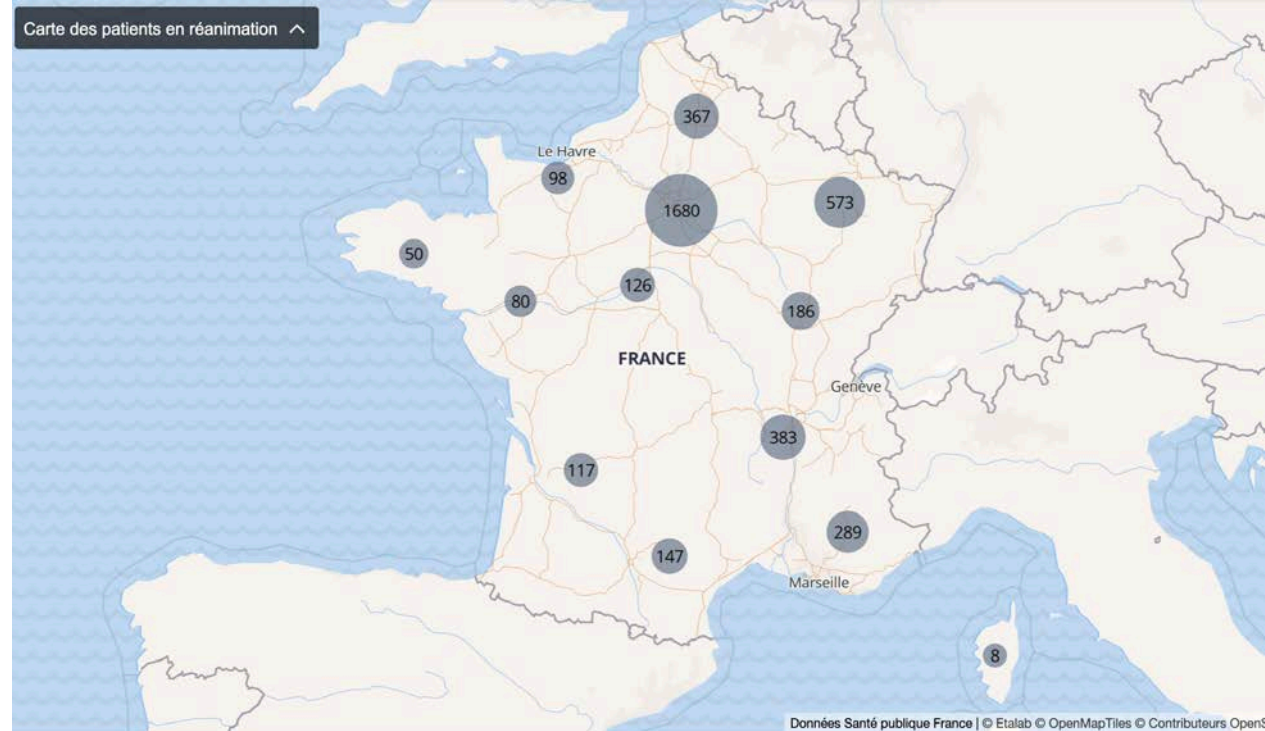 Carte des patients en réanimation
367
Le Havre
98
1680
573
50
126
80
186
FRANCE
Genève
383
117
289
147
Marseille
8
Données Santé publique France | © Etalab © OpenMapTiles © Contributeurs OpenS